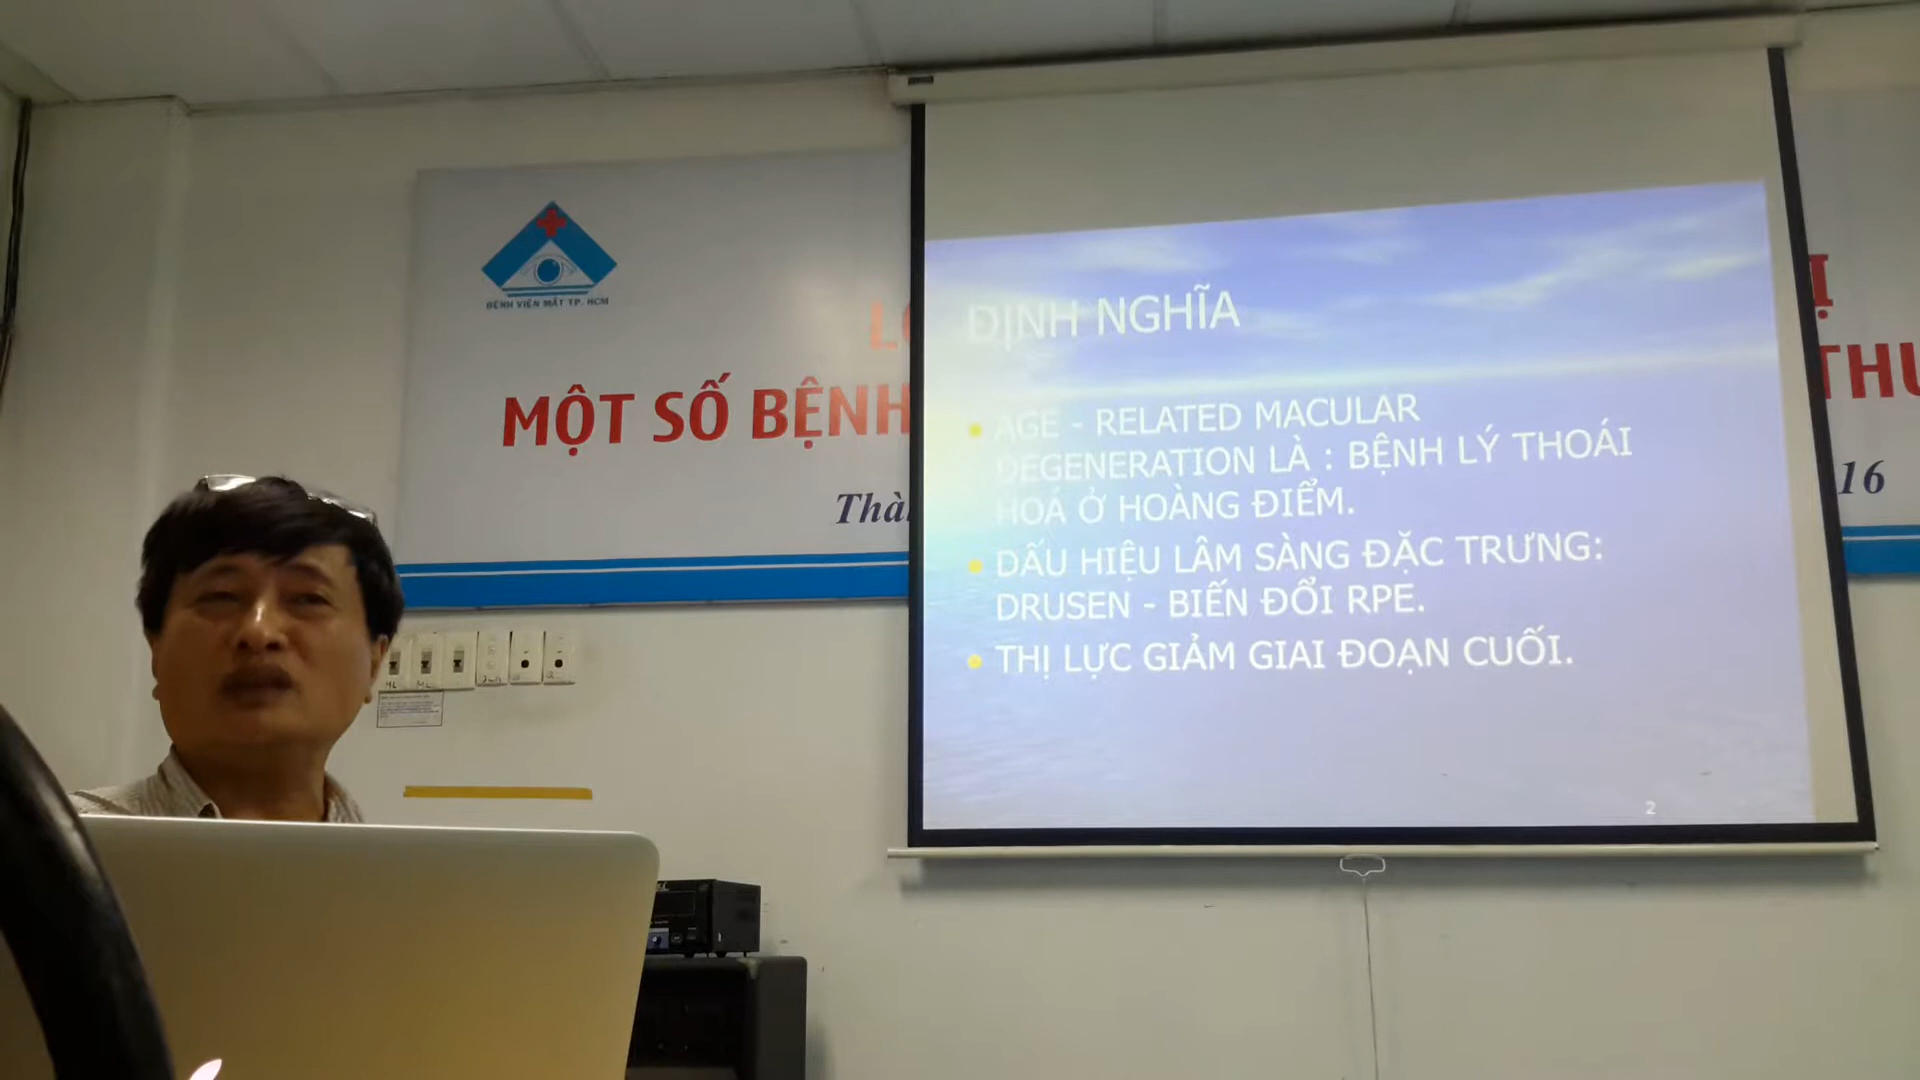 BỆNH VIỆN MẮT TP. HCM
MỘT SỐ BỆNH
THU
16
ĐỊNH NGHĨA
AGE - RELATED MACULAR
DEGENERATION LÀ : BỆNH LÝ THOÁI
HOÁ Ở HOÀNG ĐIỂM.
DẤU HIỆU LÂM SÀNG ĐẶC TRƯNG:
DRUSEN - BIẾN ĐỔI RPE.
THỊ LỰC GIẢM GIAI ĐOẠN CUỐI.
2